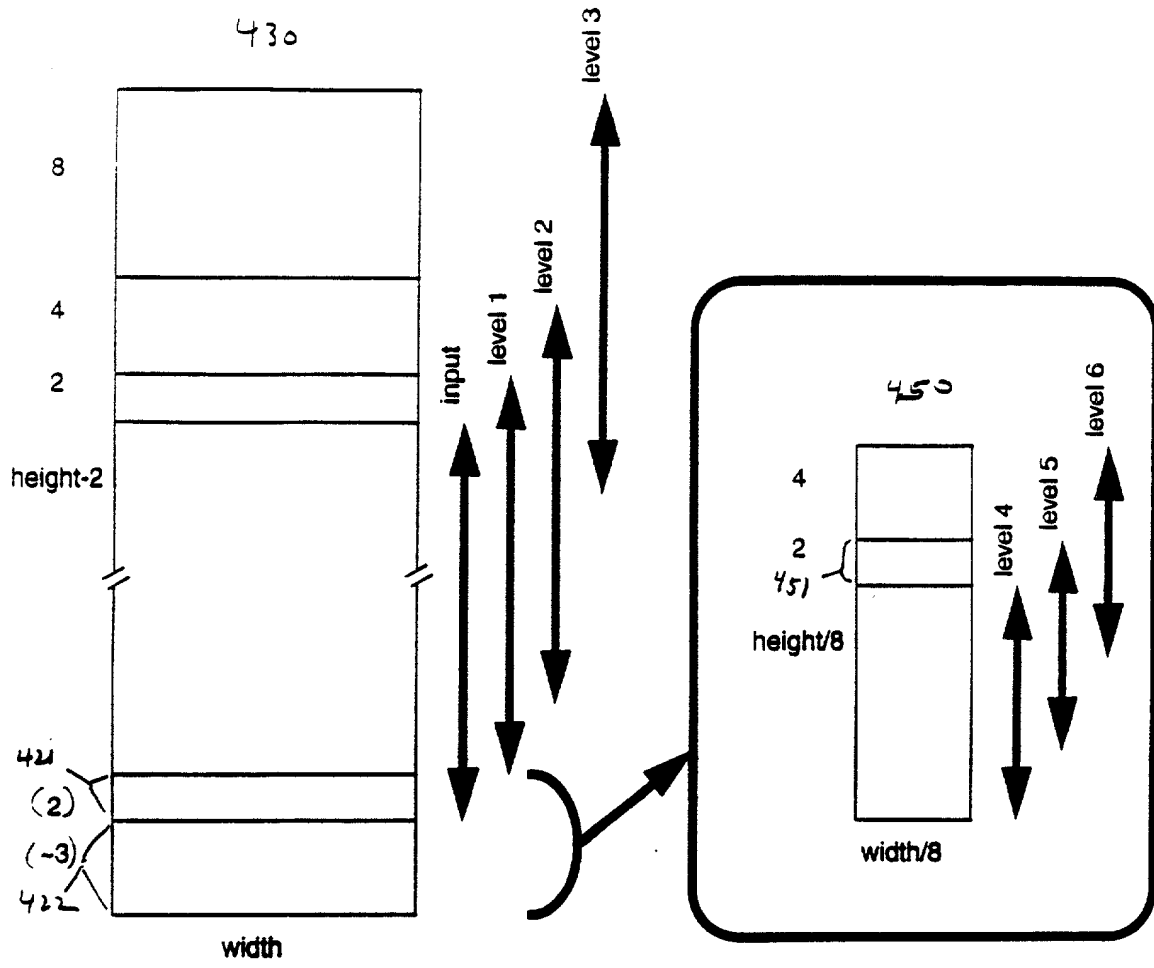 430
level 3
8
level 2
4
level 1
2
input
height-2
450
level 6
4
level 5
2
level 4
451
height/8
421
(2)
(~3)
422
width/8
width